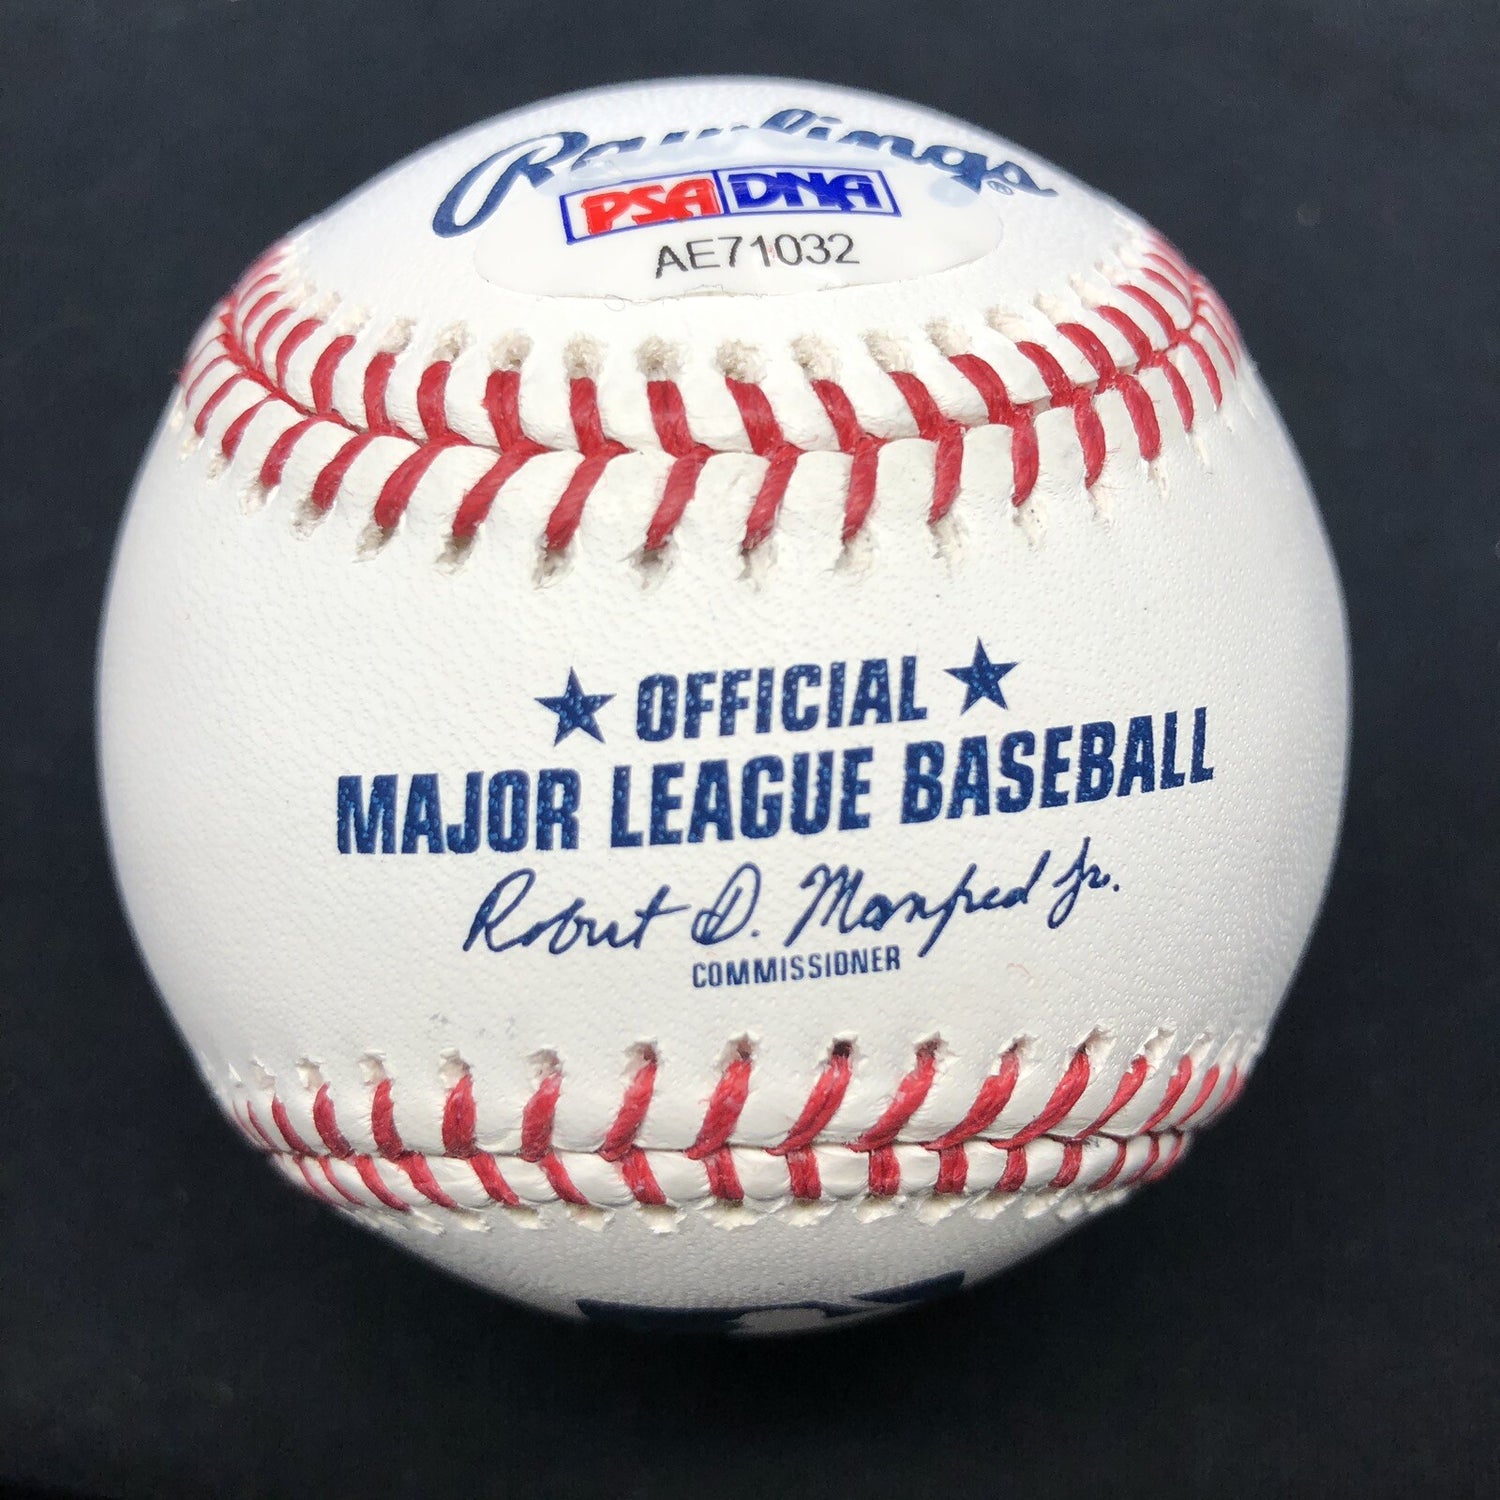 Rawlings®
PSA DNA
AE71032
★ OFFICIAL ★
MAJOR LEAGUE BASEBALL
Robert D. Manfred Jr.
COMMISSIONER